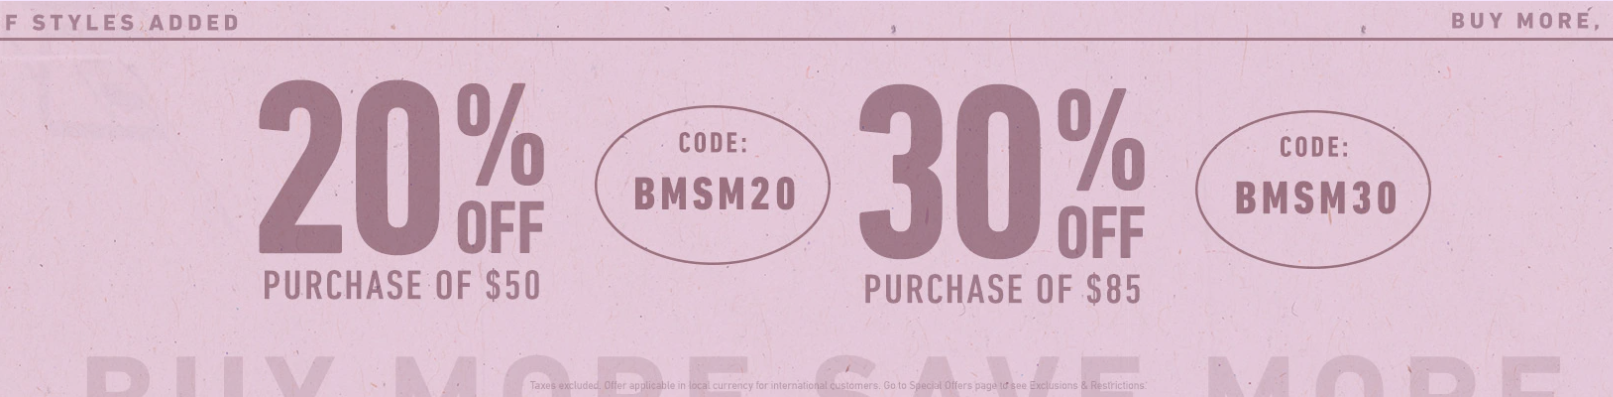 F STYLES ADDED
BUY MORE,
20% OFF
PURCHASE OF $50
CODE:
BMSM20
30% OFF
PURCHASE OF $85
CODE:
BMSM30
BUY MORE SAVE MORE
Taxes excluded. Offer applicable in local currency for international customers. Go to Special Offers page to see Exclusions & Restrictions